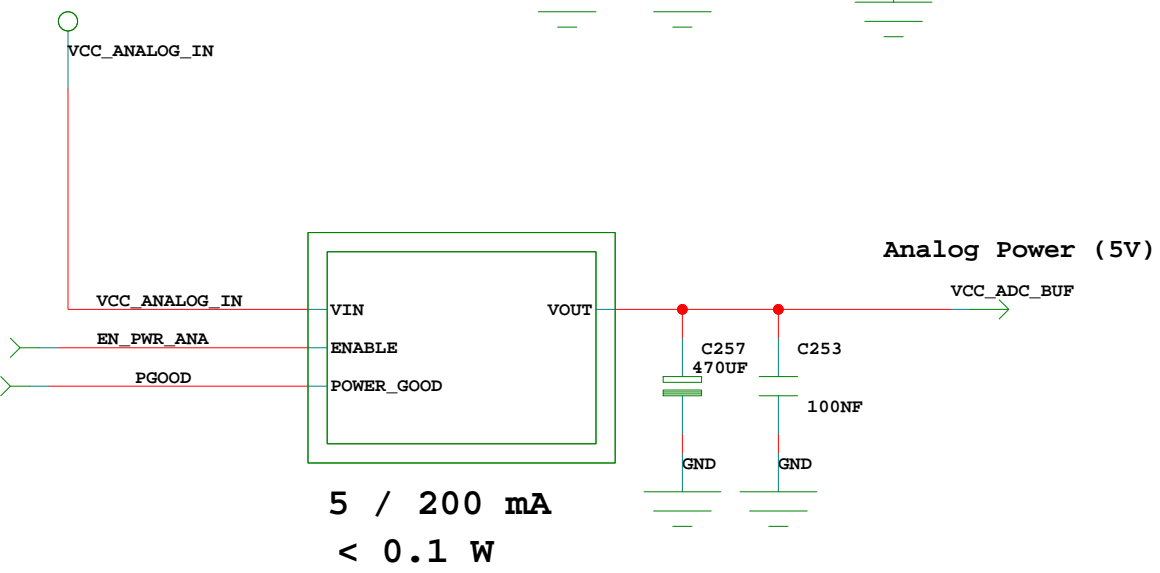 VCC_ANALOG_IN
Analog Power (5V)
VCC_ADC_BUF
VCC_ANALOG_IN
VIN
VOUT
EN_PWR_ANA
ENABLE
C257
C253
470UF
PGOOD
POWER_GOOD
100NF
GND
GND
5 / 200 mA
< 0.1 W